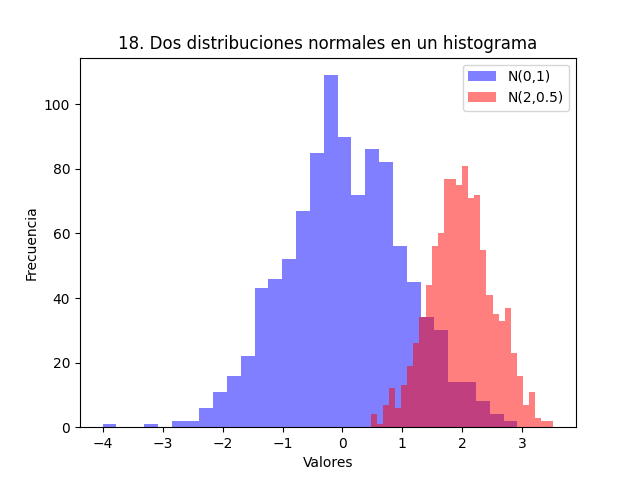 18. Dos distribuciones normales en un histograma
N(0,1)
N(2,0.5)
Frecuencia
100
80
60
40
20
0
−4
−3
−2
−1
0
1
2
3
Valores